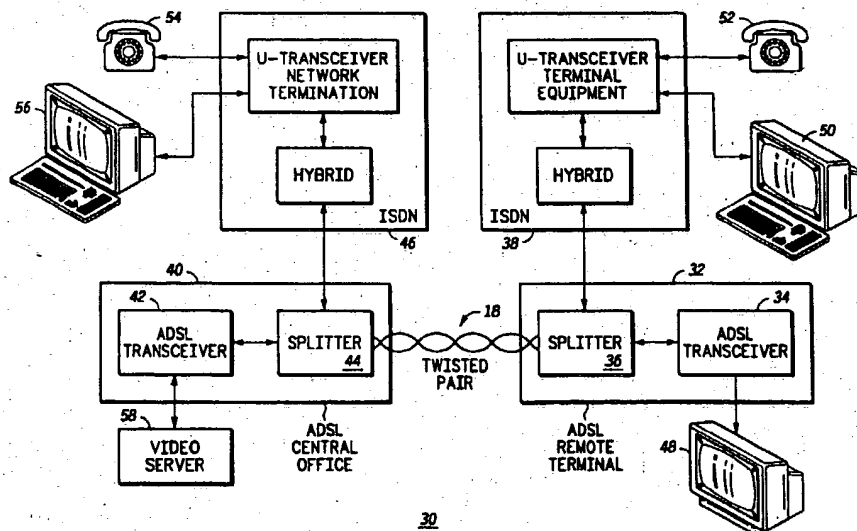 54
U-TRANSCEIVER
NETWORK
TERMINATION
56
HYBRID
ISDN
46
52
U-TRANSCEIVER
TERMINAL
EQUIPMENT
50
HYBRID
ISDN
38
40
42
ADSL
TRANSCEIVER
SPLITTER
44
18
TWISTED
PAIR
32
34
SPLITTER
36
ADSL
TRANSCEIVER
58
VIDEO
SERVER
ADSL
CENTRAL
OFFICE
ADSL
REMOTE
TERMINAL
48
30